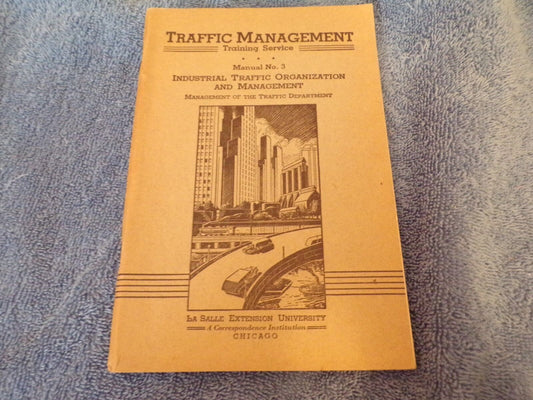 TRAFFIC MANAGEMENT
Training Service
Manual No. 3
INDUSTRIAL TRAFFIC ORGANIZATION
AND MANAGEMENT
MANAGEMENT OF THE TRAFFIC DEPARTMENT
LA SALLE EXTENSION UNIVERSITY
A Correspondence Institution
CHICAGO